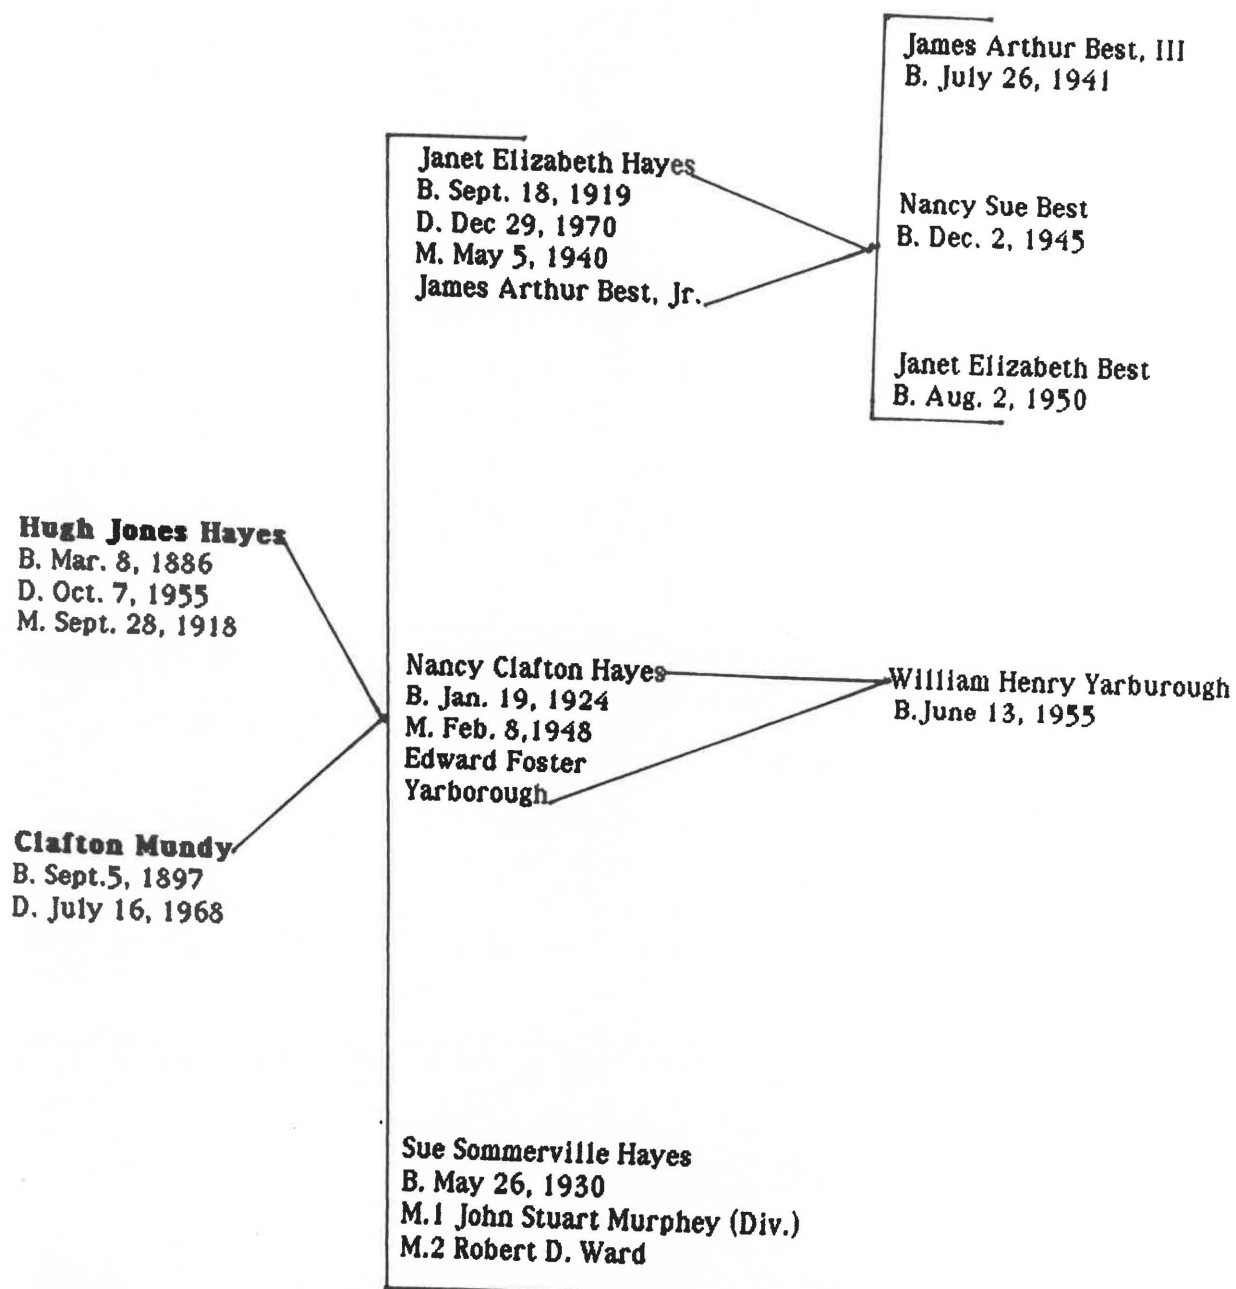 James Arthur Best, III
B. July 26, 1941
Janet Elizabeth Hayes
B. Sept. 18, 1919
D. Dec 29, 1970
M. May 5, 1940
James Arthur Best, Jr.
Nancy Sue Best
B. Dec. 2, 1945
Janet Elizabeth Best
B. Aug. 2, 1950
Hugh Jones Hayes
B. Mar. 8, 1886
D. Oct. 7, 1955
M. Sept. 28, 1918
Nancy Clafton Hayes
B. Jan. 19, 1924
M. Feb. 8,1948
Edward Foster
Yarborough
William Henry Yarburough
B.June 13, 1955
Clafton Mundy
B. Sept.5, 1897
D. July 16, 1968
Sue Sommerville Hayes
B. May 26, 1930
M.1 John Stuart Murphey (Div.)
M.2 Robert D. Ward